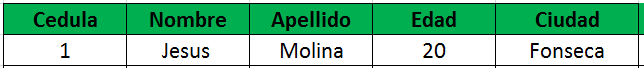 Cedula Nombre Apellido Edad Ciudad
1 Jesus Molina 20 Fonseca